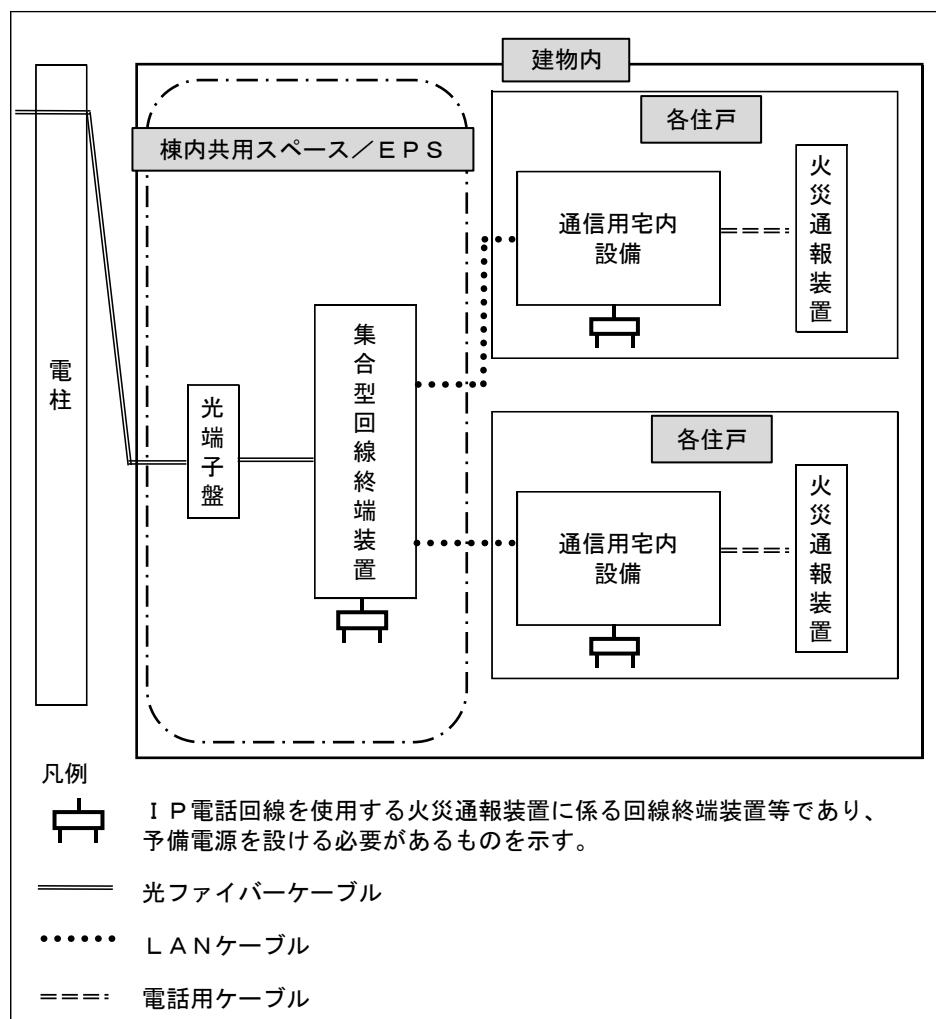 建物内
棟内共用スペース／ＥＰＳ
電柱
光端子盤
集合型回線終端装置
各住戸
通信用宅内
設備
火災通報装置
各住戸
通信用宅内
設備
火災通報装置
凡例
ＩＰ電話回線を使用する火災通報装置に係る回線終端装置等であり、
予備電源を設ける必要があるものを示す。
光ファイバーケーブル
ＬＡＮケーブル
電話用ケーブル